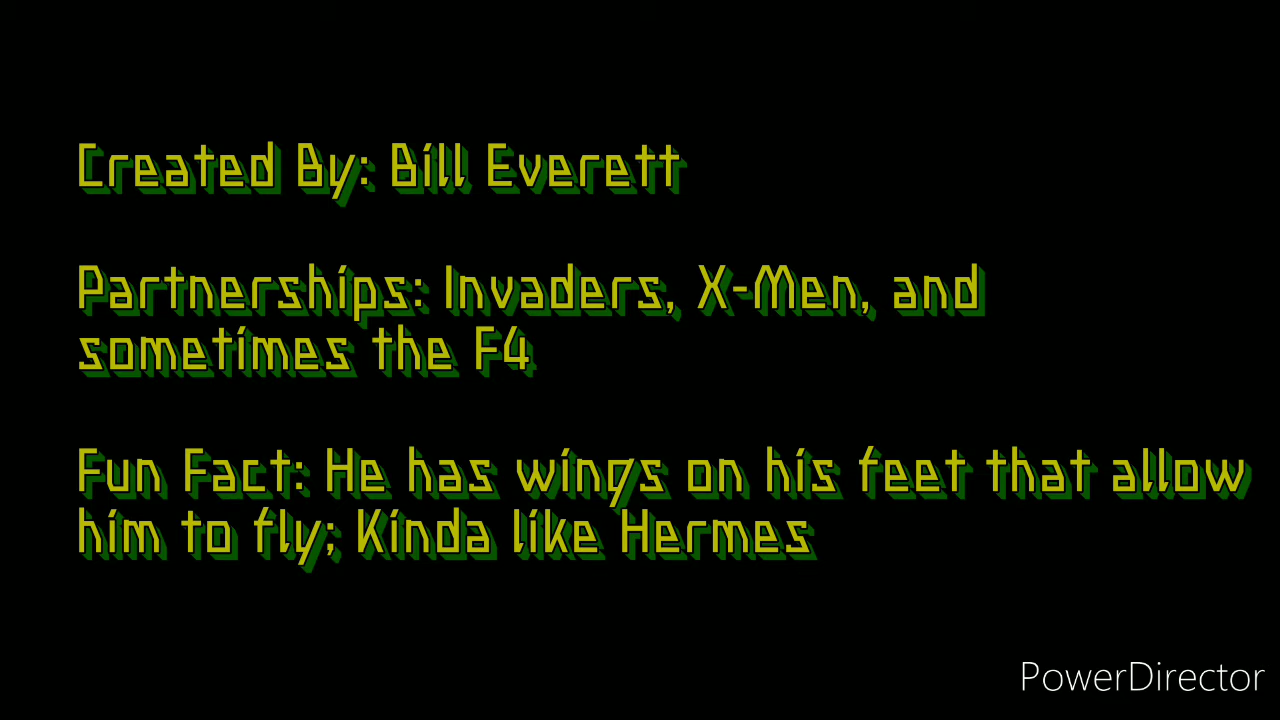 Created By: Bill Everett
Partnerships: Invaders, X-Men, and
sometimes the F4
Fun Fact: He has wings on his feet that allow
him to fly; Kinda like Hermes
PowerDirector